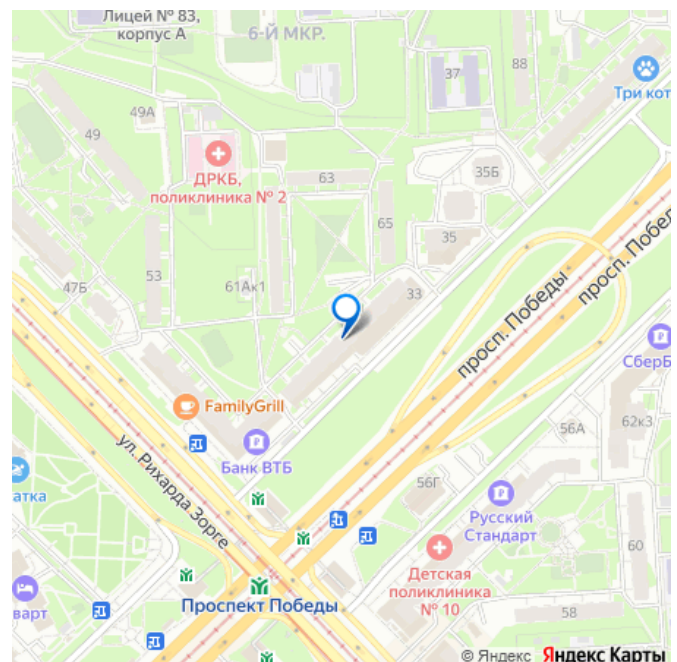 Лицей № 83,
корпус А
6-Й МКР.
37
88
Три кот
49А
49
ДРКБ,
поликлиника № 2
63
35Б
65
35
47Б
53
61Ак1
33
просп. Победы
просп. Побед
СберБ
FamilyGrill
62к3
56А
Банк ВТБ
ул. Рихарда Зорге
атка
56Г
Русский
Стандарт
60
Детская
поликлиника
№ 10
варт
Проспект Победы
58
© Яндекс Яндекс Карты